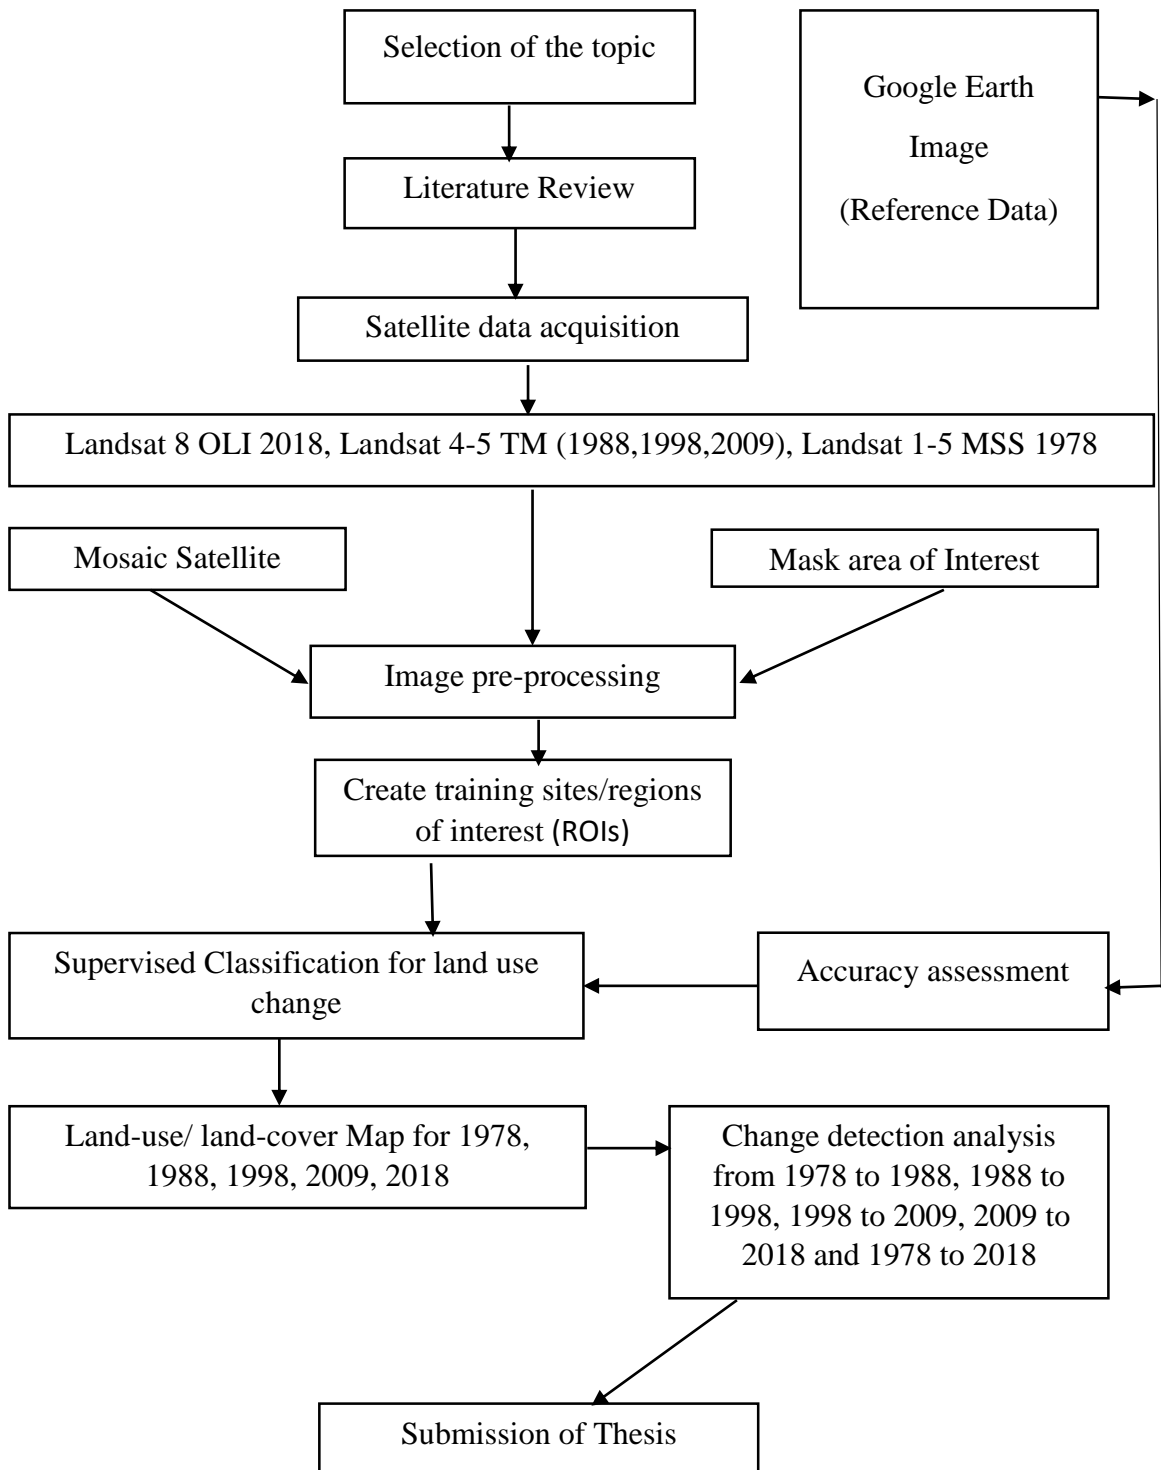 Selection of the topic
Google Earth
Image
(Reference Data)
Literature Review
Satellite data acquisition
Landsat 8 OLI 2018, Landsat 4-5 TM (1988,1998,2009), Landsat 1-5 MSS 1978
Mosaic Satellite
Mask area of Interest
Image pre-processing
Create training sites/regions
of interest (ROIs)
Supervised Classification for land use
change
Accuracy assessment
Land-use/ land-cover Map for 1978,
1988, 1998, 2009, 2018
Change detection analysis
from 1978 to 1988, 1988 to
1998, 1998 to 2009, 2009 to
2018 and 1978 to 2018
Submission of Thesis